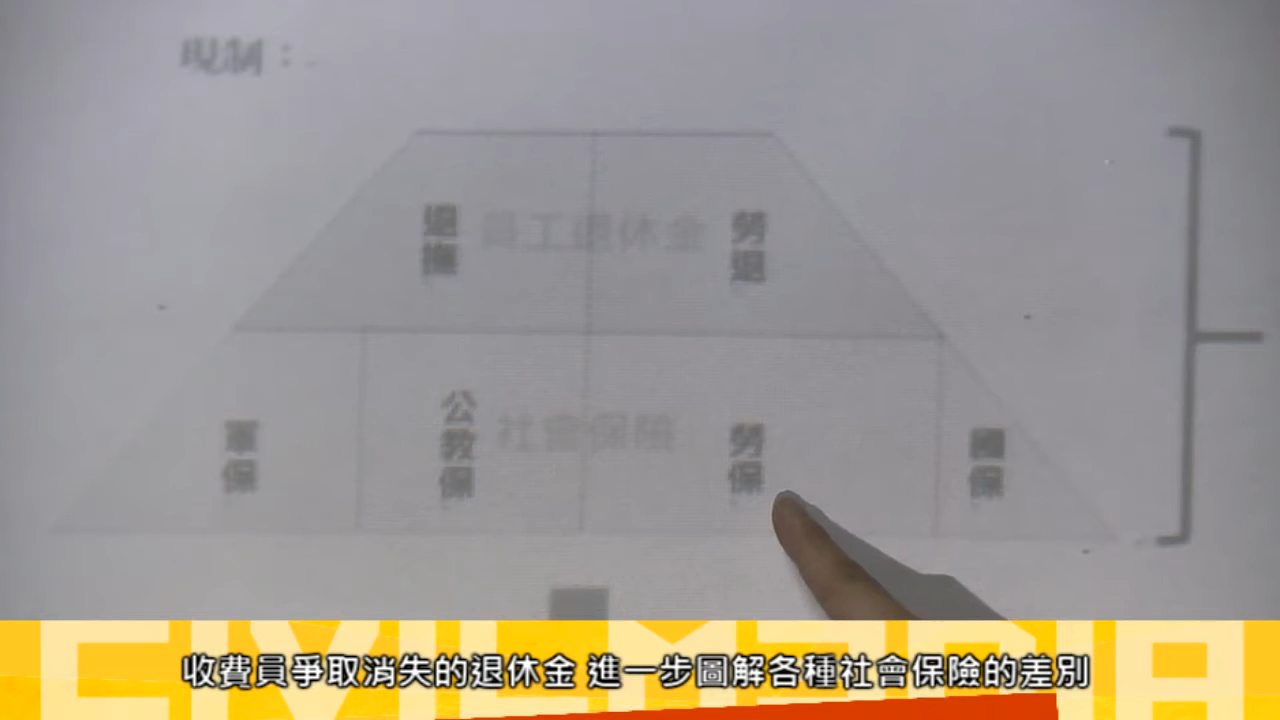 現制：
退撫 員工退休金 勞退
軍保 公教保 社會保險 勞保 國保
收費員爭取消失的退休金 進一步圖解各種社會保險的差別